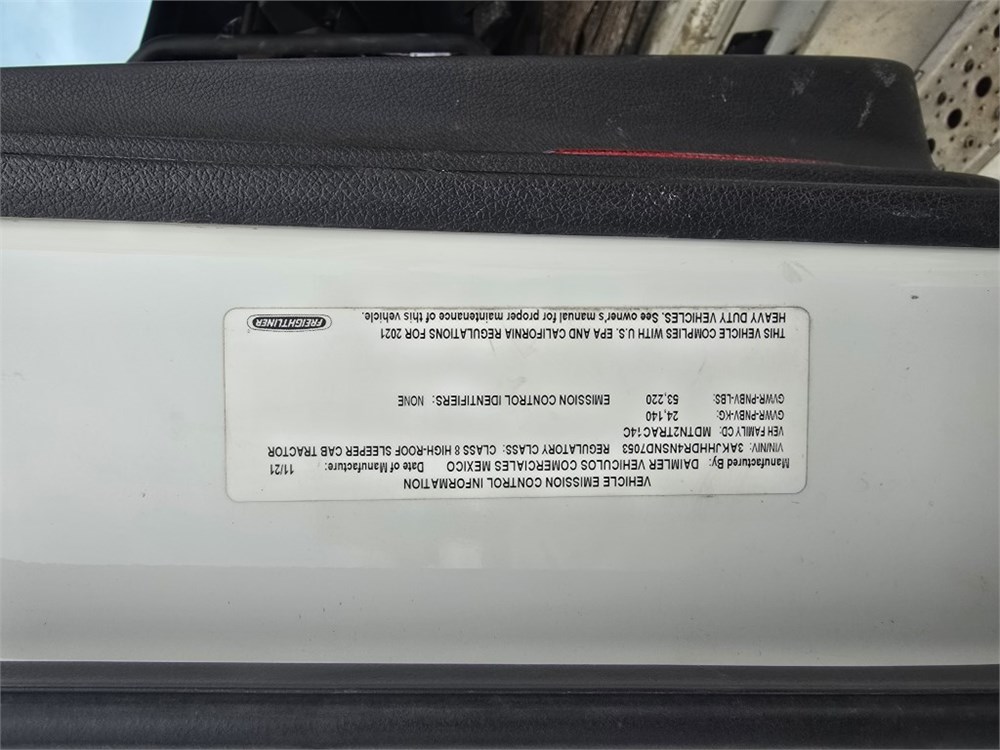 VEHICLE EMISSION CONTROL INFORMATION
Manufactured By: DAIMLER VEHICULOS COMERCIALES MEXICO Date of Manufacture: 11/21
VIN/NIV: 3AKJHHDR4NSND7053 REGULATORY CLASS: CLASS 8 HIGH-ROOF SLEEPER CAB TRACTOR
VEH FAMILY CD: MDTN2TRAC14C
GVWR-PNBV-KG: 24,140
GVWR-PNBV-LBS: 53,220 EMISSION CONTROL IDENTIFIERS: NONE
THIS VEHICLE COMPLIES WITH U.S. EPA AND CALIFORNIA REGULATIONS FOR 2021
HEAVY DUTY VEHICLES. See owner's manual for proper maintenance of this vehicle.
FREIGHTLINER